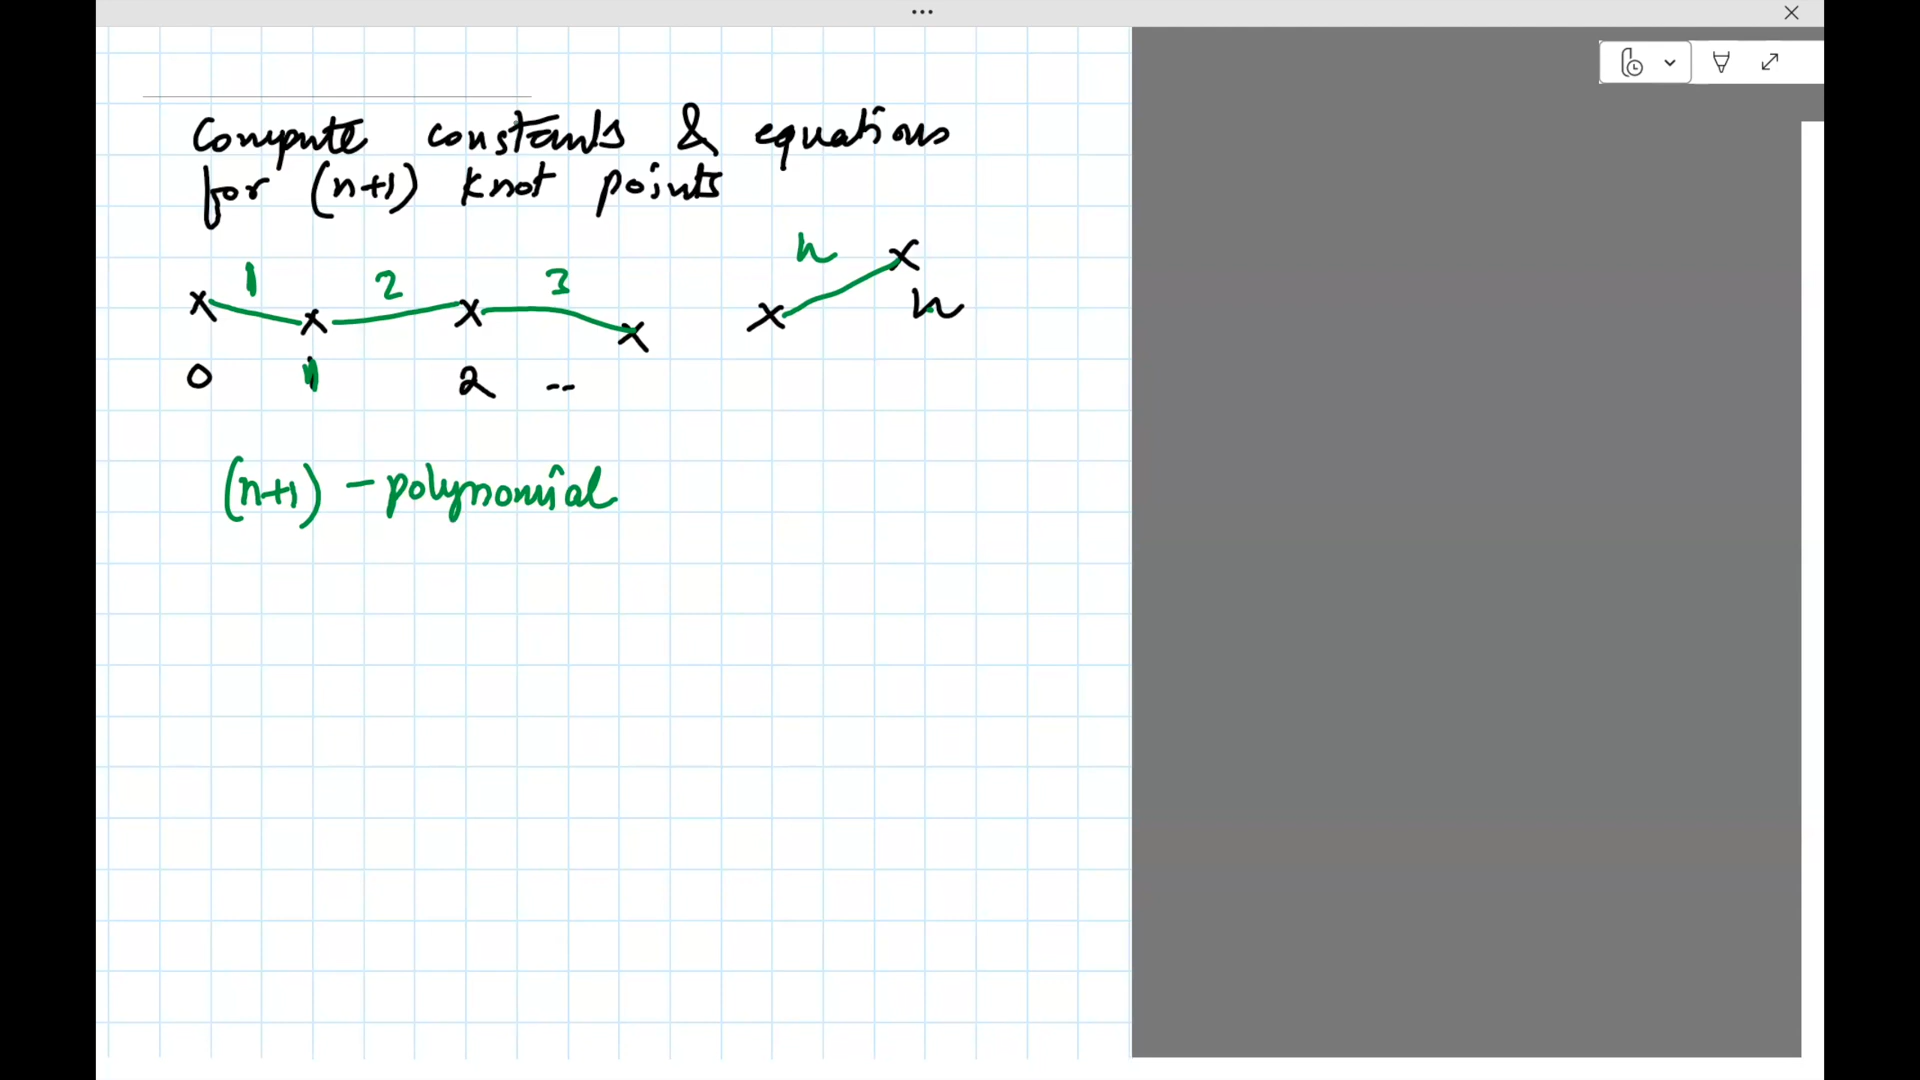 Compute constants & equations
for (n+1) knot points
1 2 3 n
0 1 2 -- n
(n+1) - polynomial